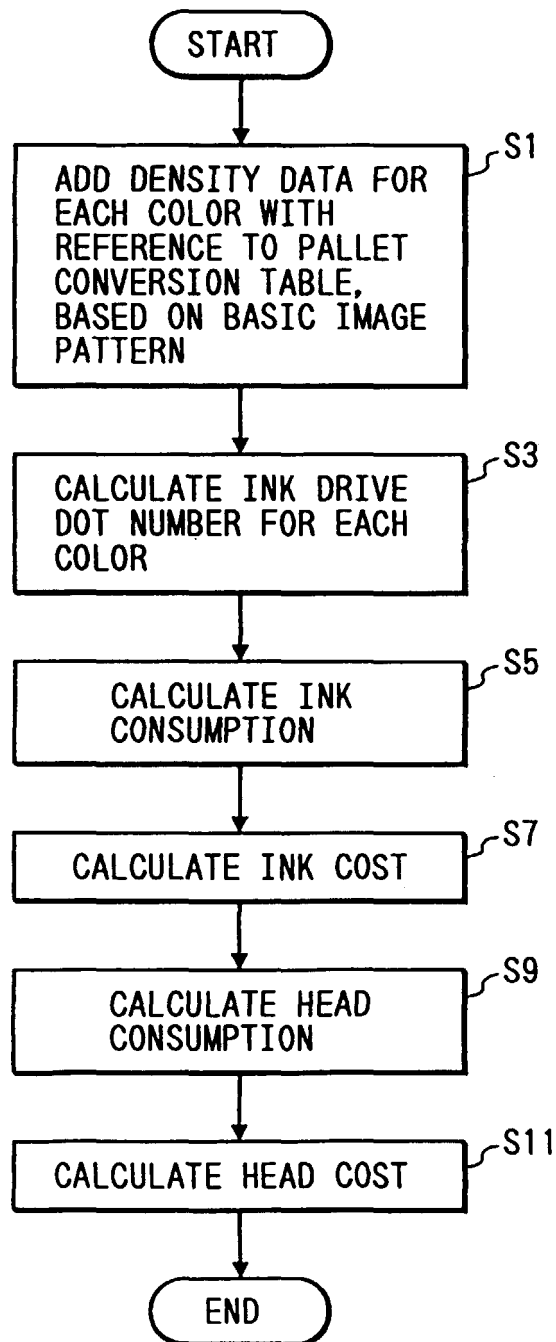 START
S1
ADD DENSITY DATA FOR
EACH COLOR WITH
REFERENCE TO PALLET
CONVERSION TABLE,
BASED ON BASIC IMAGE
PATTERN
S3
CALCULATE INK DRIVE
DOT NUMBER FOR EACH
COLOR
S5
CALCULATE INK
CONSUMPTION
S7
CALCULATE INK COST
S9
CALCULATE HEAD
CONSUMPTION
S11
CALCULATE HEAD COST
END